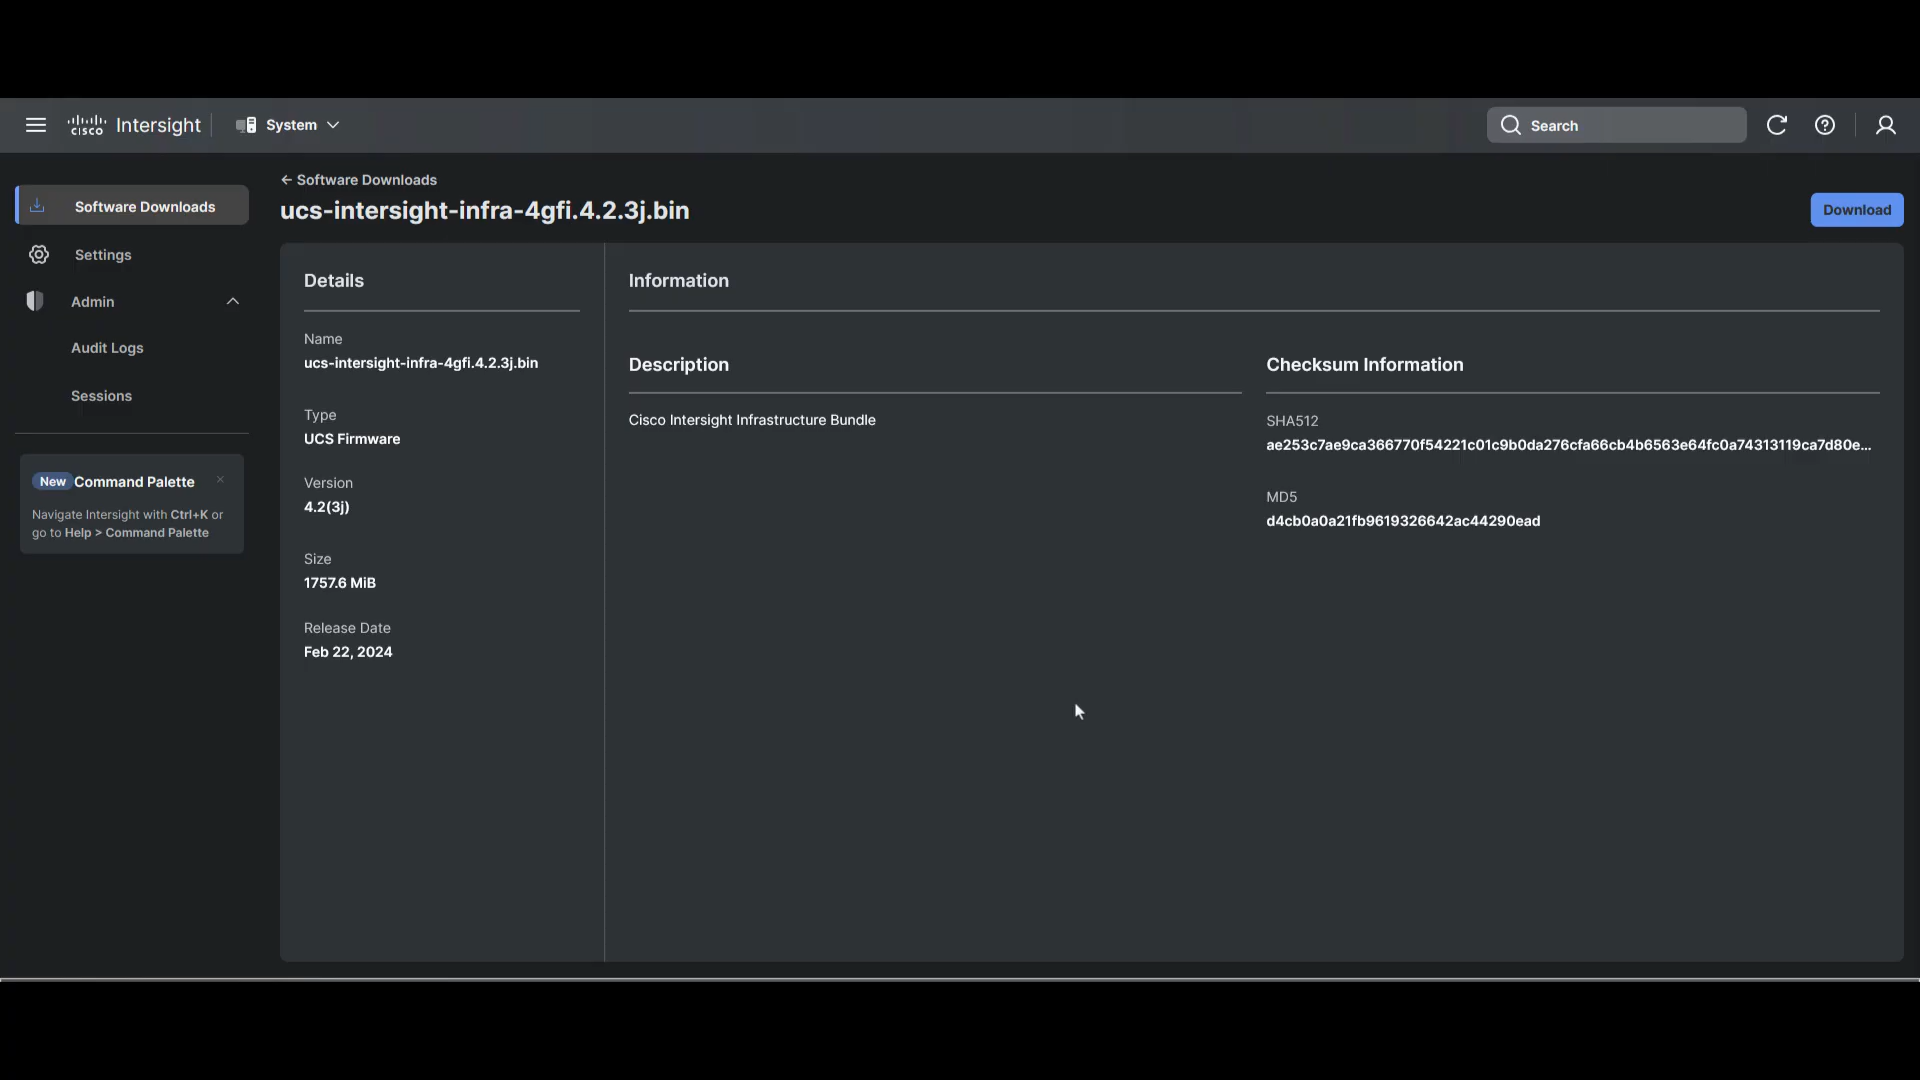 cisco Intersight
System
Search
Software Downloads
Settings
Admin
Audit Logs
Sessions
New Command Palette
Navigate Intersight with Ctrl+K or
go to Help > Command Palette
← Software Downloads
ucs-intersight-infra-4gfi.4.2.3j.bin
Download
Details
Name
ucs-intersight-infra-4gfi.4.2.3j.bin
Type
UCS Firmware
Version
4.2(3j)
Size
1757.6 MiB
Release Date
Feb 22, 2024
Information
Description
Cisco Intersight Infrastructure Bundle
Checksum Information
SHA512
ae253c7ae9ca366770f54221c01c9b0da276cfa66cb4b6563e64fc0a74313119ca7d80e...
MD5
d4cb0a0a21fb9619326642ac44290ead